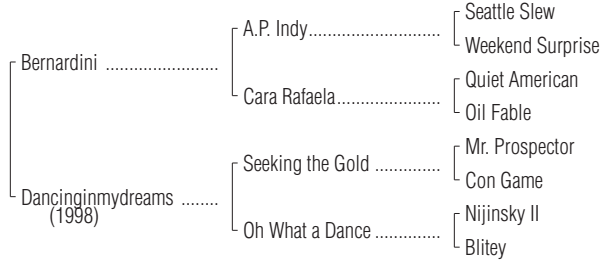 Seattle Slew
A.P. Indy..............................
Weekend Surprise
Bernardini .........................
Quiet American
Cara Rafaela.......................
Oil Fable
Mr. Prospector
Seeking the Gold ..............
Con Game
Dancinginmydreams ........
(1998)
Nijinsky II
Oh What a Dance ..............
Blitey